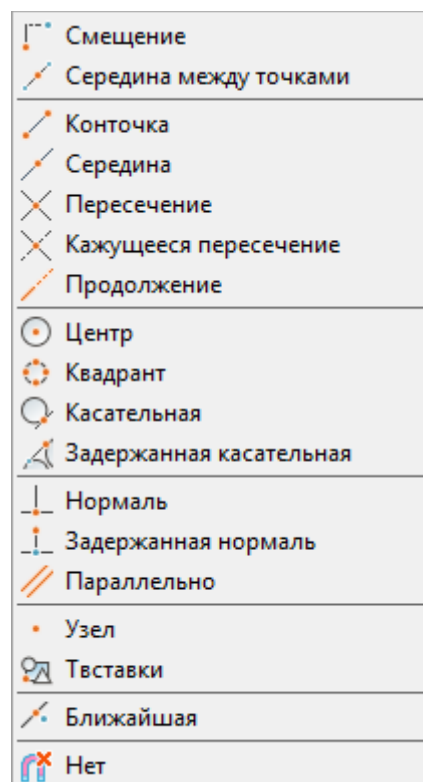 Смещение
Середина между точками
Конточка
Середина
Пересечение
Кажущееся пересечение
Продолжение
Центр
Квадрант
Касательная
Задержанная касательная
Нормаль
Задержанная нормаль
Параллельно
Узел
Твставки
Ближайшая
Нет